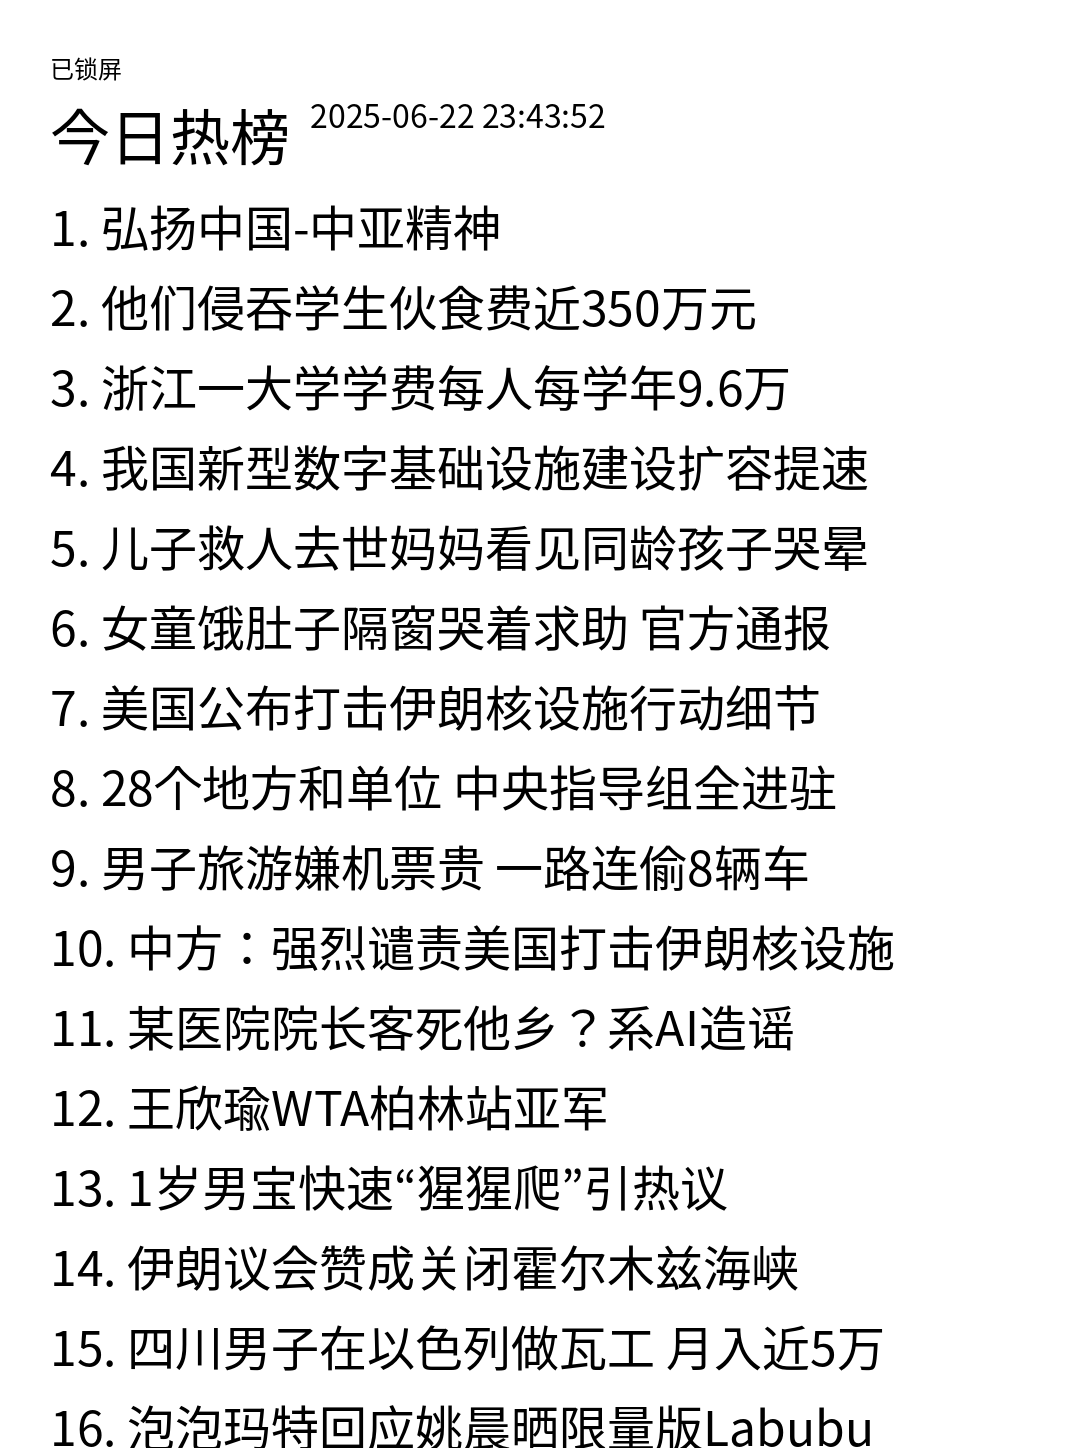 已锁屏
今日热榜 2025-06-22 23:43:52
1. 弘扬中国-中亚精神
2. 他们侵吞学生伙食费近350万元
3. 浙江一大学学费每人每学年9.6万
4. 我国新型数字基础设施建设扩容提速
5. 儿子救人去世妈妈看见同龄孩子哭晕
6. 女童饿肚子隔窗哭着求助 官方通报
7. 美国公布打击伊朗核设施行动细节
8. 28个地方和单位 中央指导组全进驻
9. 男子旅游嫌机票贵 一路连偷8辆车
10. 中方：强烈谴责美国打击伊朗核设施
11. 某医院院长客死他乡？系AI造谣
12. 王欣瑜WTA柏林站亚军
13. 1岁男宝快速“猩猩爬”引热议
14. 伊朗议会赞成关闭霍尔木兹海峡
15. 四川男子在以色列做瓦工 月入近5万
16. 泡泡玛特回应姚晨晒限量版Labubu